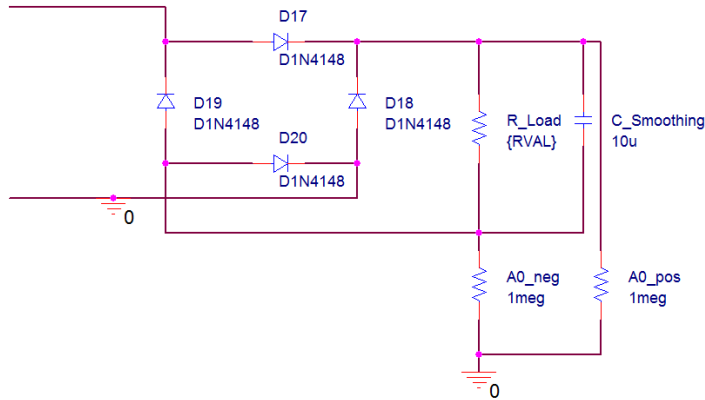 D17
D1N4148
D19
D1N4148
D18
D1N4148
R_Load
{RVAL}
C_Smoothing
10u
D20
D1N4148
0
A0_neg
1meg
A0_pos
1meg
0